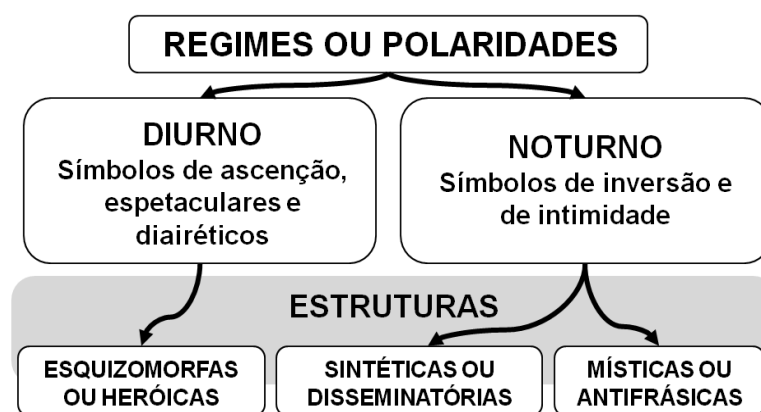 REGIMES OU POLARIDADES
DIURNO
Símbolos de ascenção,
espetaculares e
diairéticos
NOTURNO
Símbolos de inversão e
de intimidade
ESTRUTURAS
ESQUIZOMORFAS
OU HERÓICAS
SINTÉTICAS OU
DISSEMINATÓRIAS
MÍSTICAS OU
ANTIFRÁSICAS